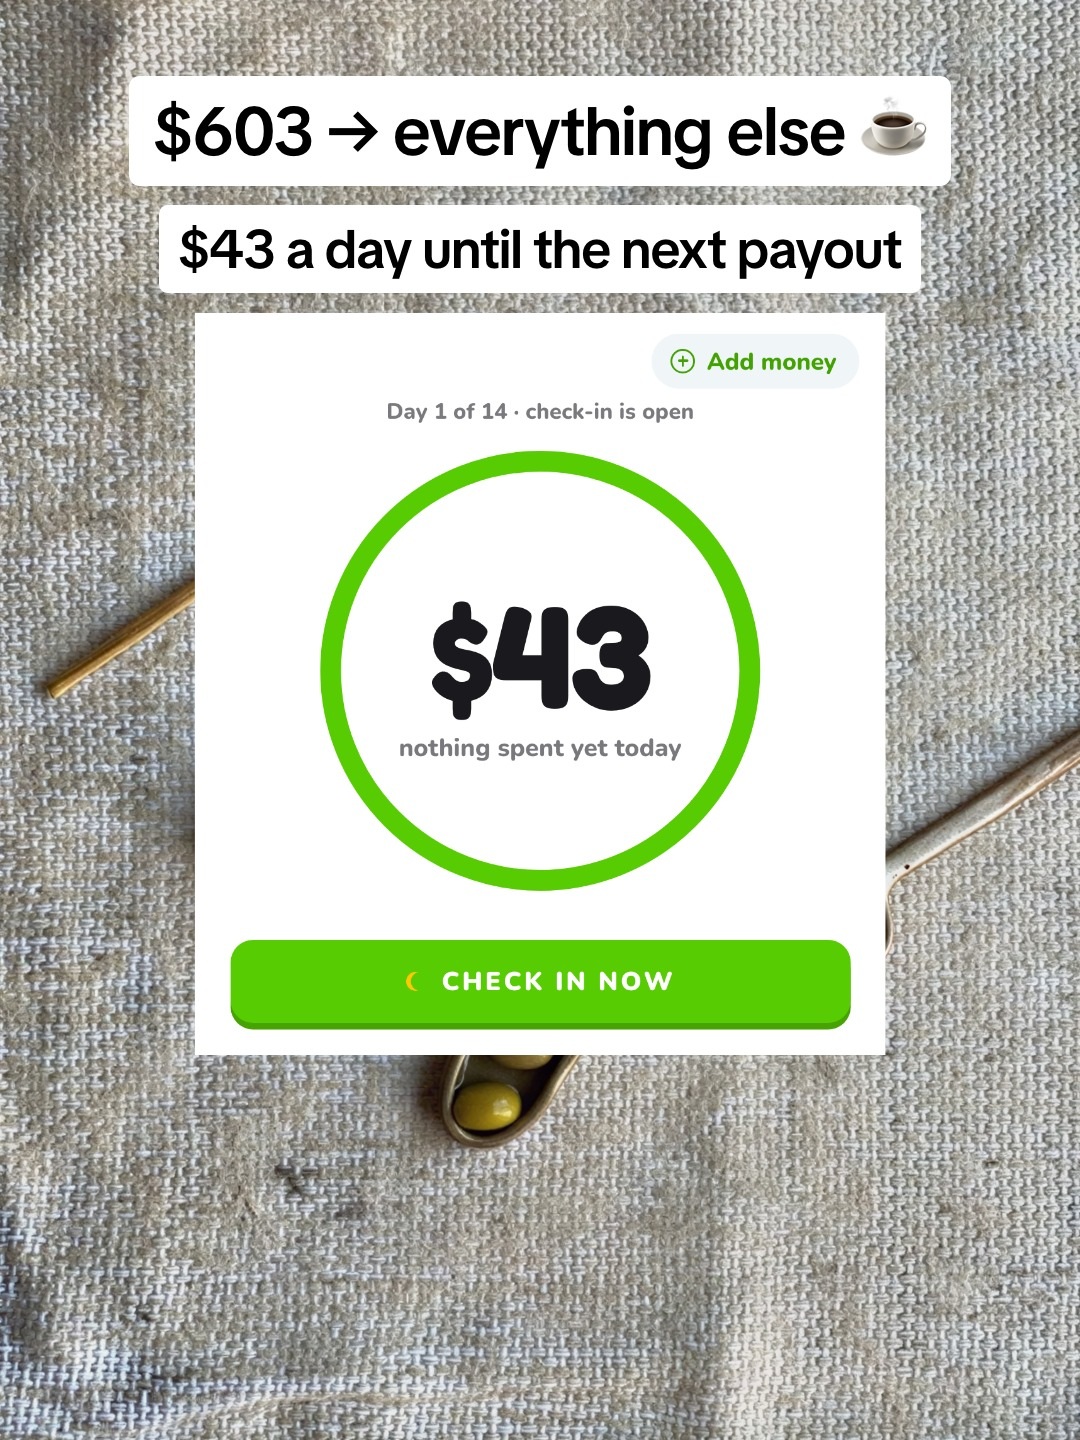 $603 → everything else ☕
$43 a day until the next payout
Add money
Day 1 of 14 · check-in is open
$43
nothing spent yet today
CHECK IN NOW